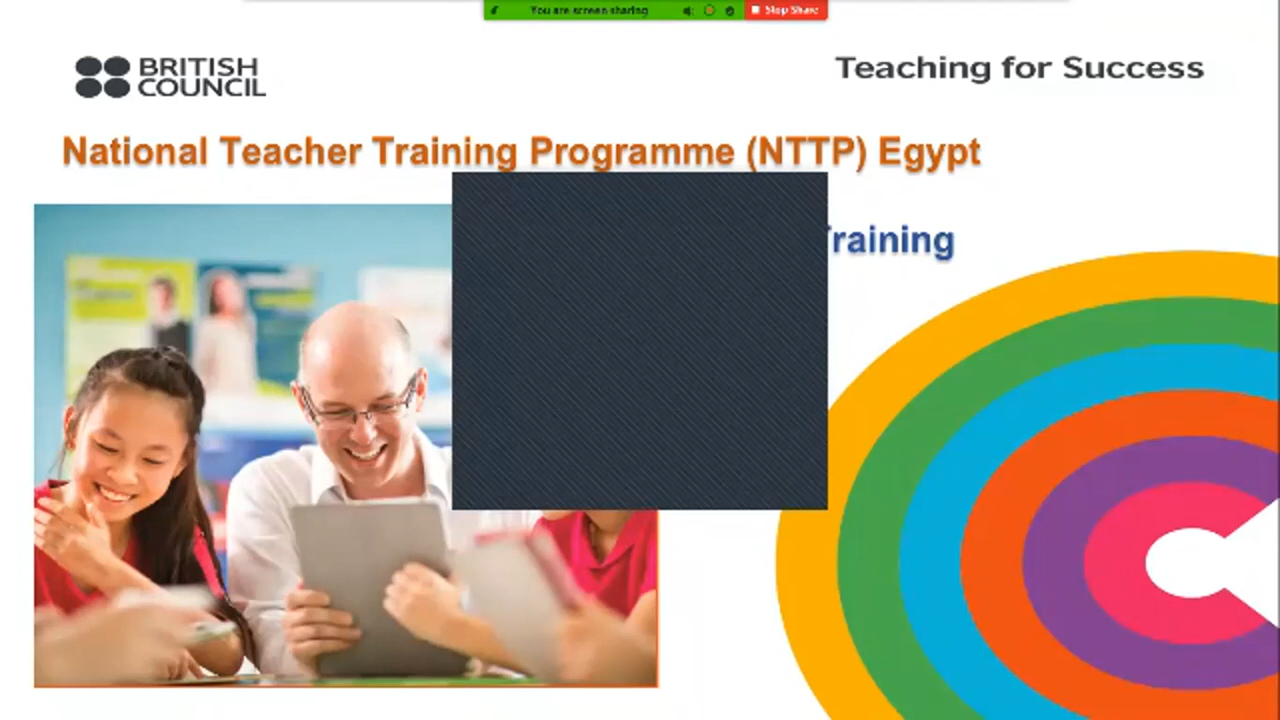 You are screen sharing
Stop Share
BRITISH
COUNCIL
Teaching for Success
National Teacher Training Programme (NTTP) Egypt
Training